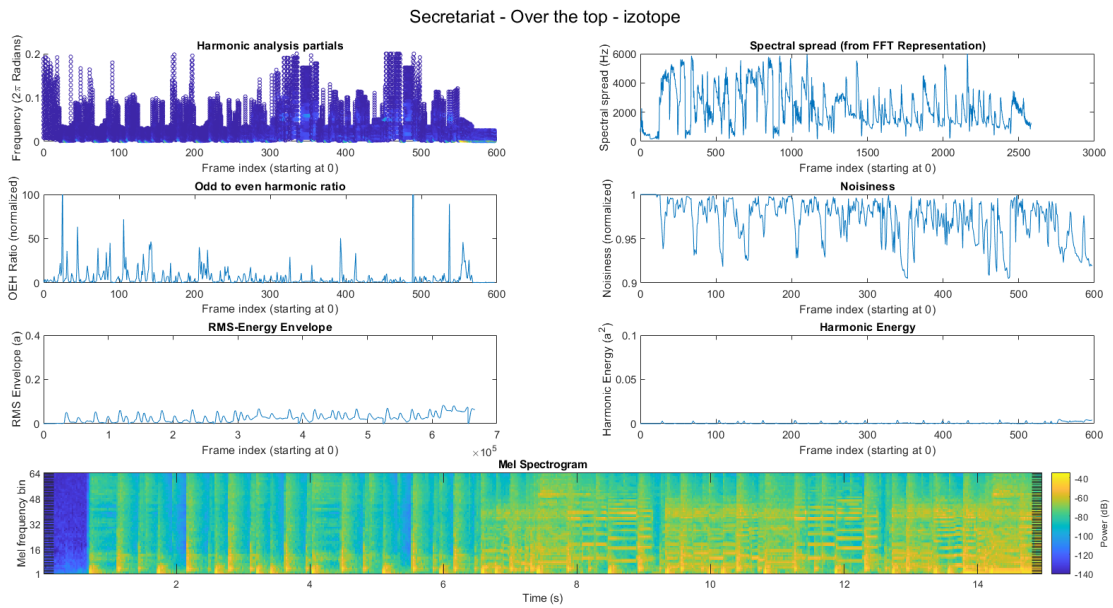 Secretariat - Over the top - izotope
Harmonic analysis partials
Frequency (2π Radians)
0.2
0.1
0
0 100 200 300 400 500 600
Frame index (starting at 0)
Spectral spread (from FFT Representation)
Spectral spread (Hz)
6000
4000
2000
0
0 500 1000 1500 2000 2500 3000
Frame index (starting at 0)
Odd to even harmonic ratio
OEH Ratio (normalized)
100
50
0
0 100 200 300 400 500 600
Frame index (starting at 0)
Noisiness
Noisiness (normalized)
1
0.95
0.9
0 100 200 300 400 500 600
Frame index (starting at 0)
RMS-Energy Envelope
RMS Envelope (a)
0.4
0.2
0
0 1 2 3 4 5 6 7
Frame index (starting at 0)
×10⁵
Harmonic Energy
Harmonic Energy (a²)
0.1
0.05
0
0 100 200 300 400 500 600
Frame index (starting at 0)
Mel Spectrogram
Mel frequency bin
64
48
32
16
1
2 4 6 8 10 12 14
Time (s)
-40
-60
-80
-100
-120
-140
Power (dB)